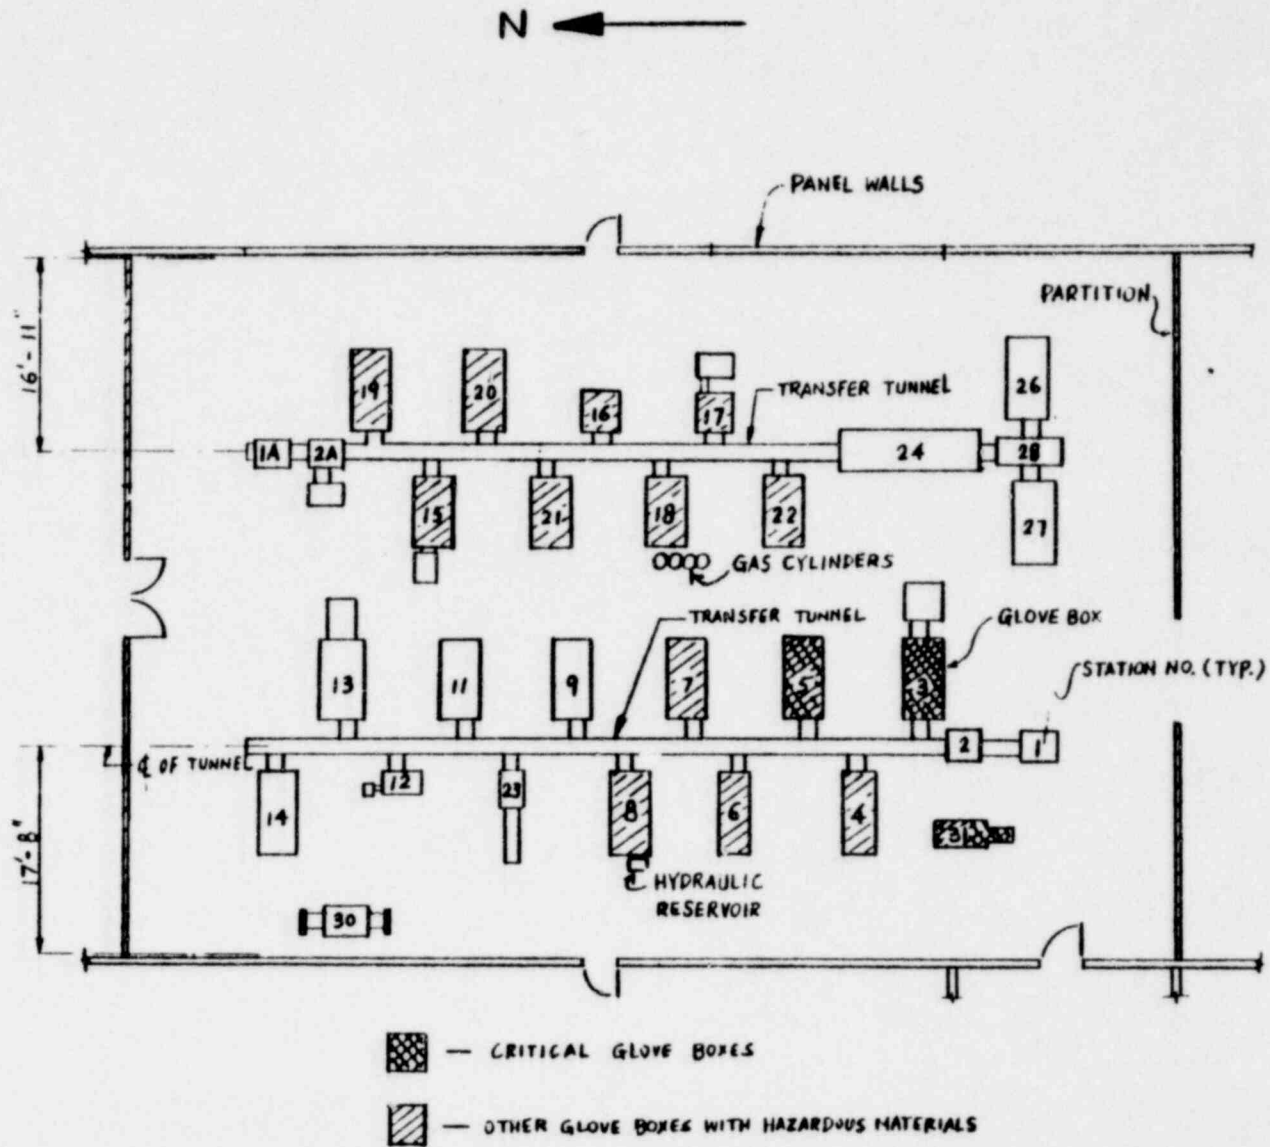 N
PANEL WALLS
PARTITION
16'-11"
19
20
16
17
TRANSFER TUNNEL
26
1A
2A
24
28
15
21
18
22
27
GAS CYLINDERS
TRANSFER TUNNEL
GLOVE BOX
13
11
9
7
5
3
STATION NO. (TYP.)
2
1
℄ OF TUNNEL
17'-8"
14
12
23
8
6
4
31
HYDRAULIC
RESERVOIR
30
— CRITICAL GLOVE BOXES
— OTHER GLOVE BOXES WITH HAZARDOUS MATERIALS